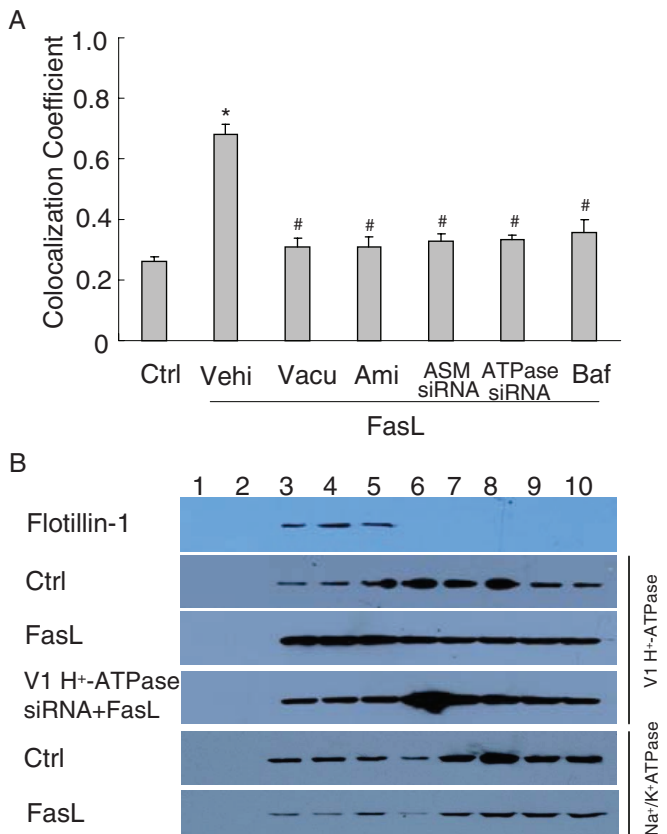 A
Colocalization Coefficient
1.0
0.8
0.6
0.4
0.2
0
*
#
#
#
#
#
Ctrl
Vehi
Vacu
Ami
ASM
siRNA
ATPase
siRNA
Baf
FasL
B
1 2 3 4 5 6 7 8 9 10
Flotillin-1
Ctrl
FasL
V1 H+-ATPase
siRNA+FasL
Ctrl
FasL
V1 H+-ATPase
Na+/K+ATPase